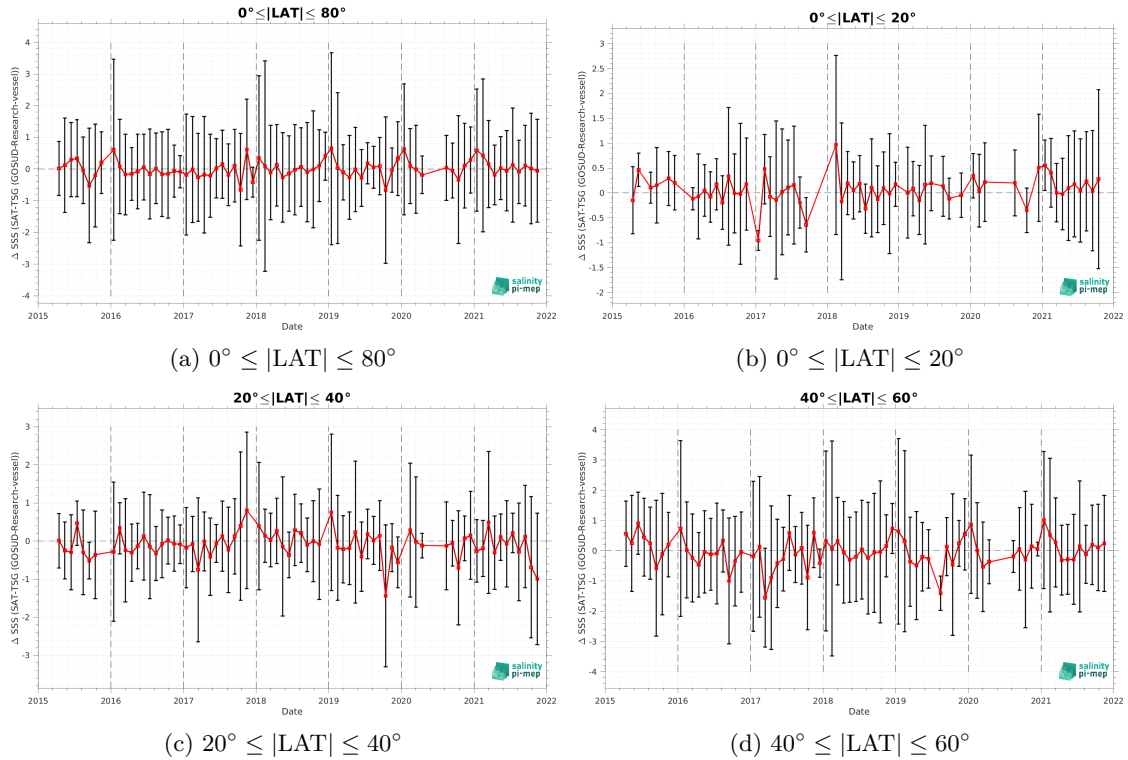 0°≤|LAT|≤ 80°
Δ SSS (SAT-TSG (GOSUD-Research-vessel))
4
3
2
1
0
-1
-2
-3
-4
2015 2016 2017 2018 2019 2020 2021 2022
Date
salinity
pi-mep
(a) 0° ≤ |LAT| ≤ 80°
0°≤|LAT|≤ 20°
Δ SSS (SAT-TSG (GOSUD-Research-vessel))
3
2.5
2
1.5
1
0.5
0
-0.5
-1
-1.5
-2
2015 2016 2017 2018 2019 2020 2021 2022
Date
salinity
pi-mep
(b) 0° ≤ |LAT| ≤ 20°
20°≤|LAT|≤ 40°
Δ SSS (SAT-TSG (GOSUD-Research-vessel))
3
2
1
0
-1
-2
-3
2015 2016 2017 2018 2019 2020 2021 2022
Date
salinity
pi-mep
(c) 20° ≤ |LAT| ≤ 40°
40°≤|LAT|≤ 60°
Δ SSS (SAT-TSG (GOSUD-Research-vessel))
4
3
2
1
0
-1
-2
-3
-4
2015 2016 2017 2018 2019 2020 2021 2022
Date
salinity
pi-mep
(d) 40° ≤ |LAT| ≤ 60°